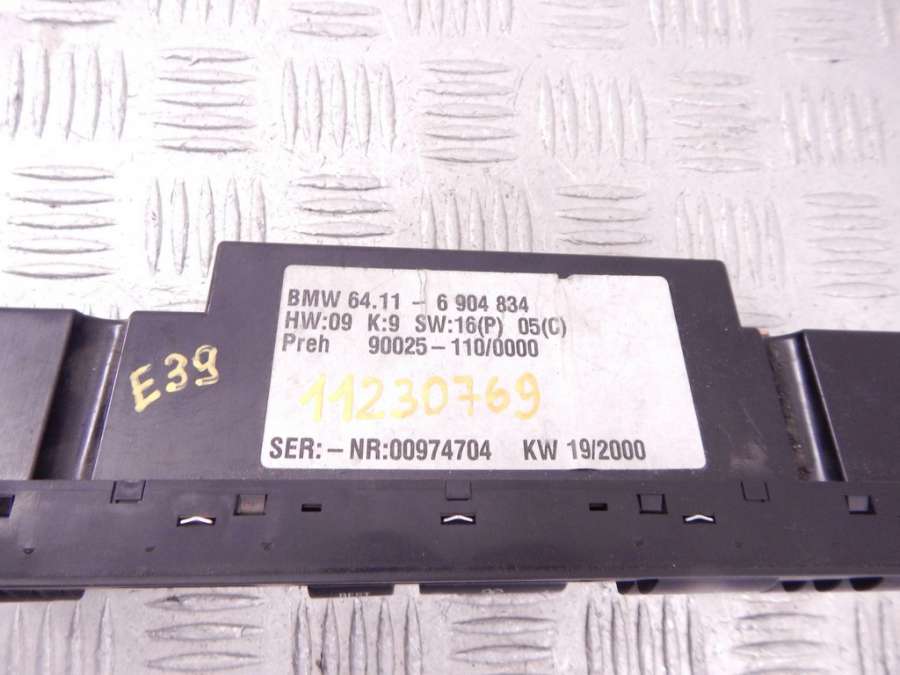 BMW 64.11 - 6 904 834
HW:09 K:9 SW:16(P) 05(C)
Preh 90025-110/0000
E39
11230769
SER:-NR:00974704 KW 19/2000
REST